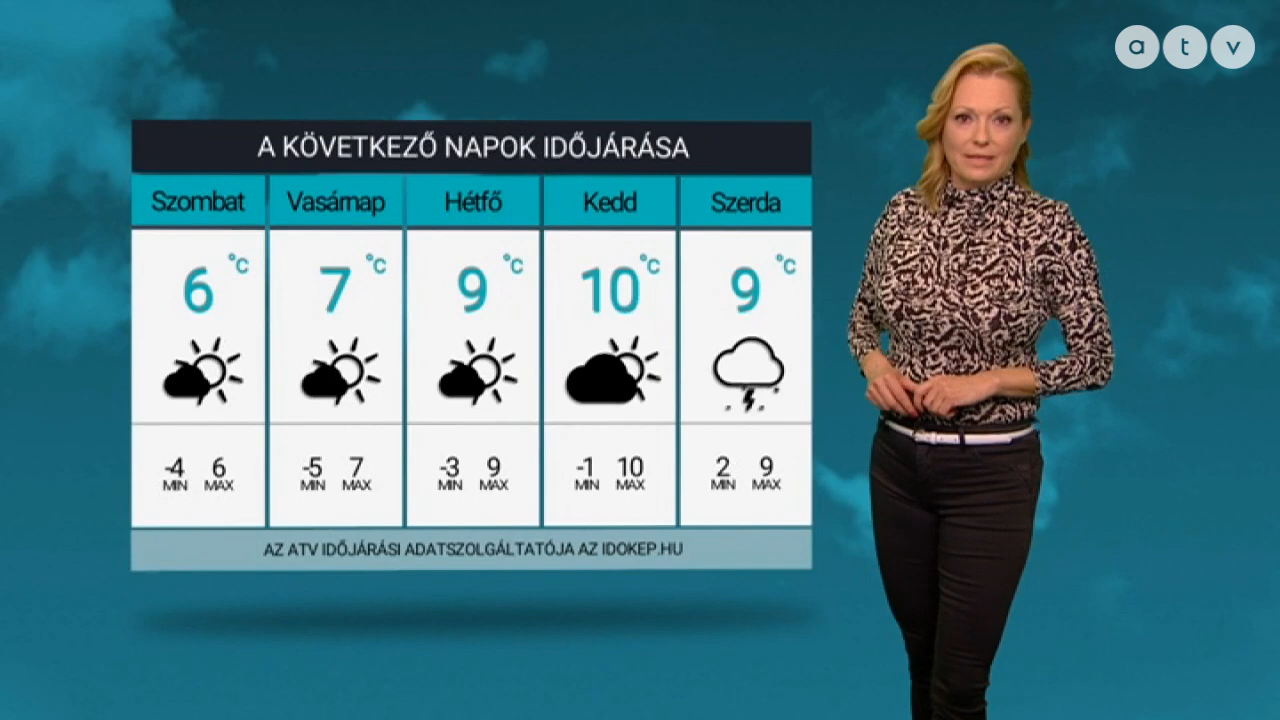 a t v
A KÖVETKEZŐ NAPOK IDŐJÁRÁSA
Szombat Vasárnap Hétfő Kedd Szerda
6 °C 7 °C 9 °C 10 °C 9 °C
-4 6 -5 7 -3 9 -1 10 2 9
MIN MAX MIN MAX MIN MAX MIN MAX MIN MAX
AZ ATV IDŐJÁRÁSI ADATSZOLGÁLTATÓJA AZ IDOKEP.HU